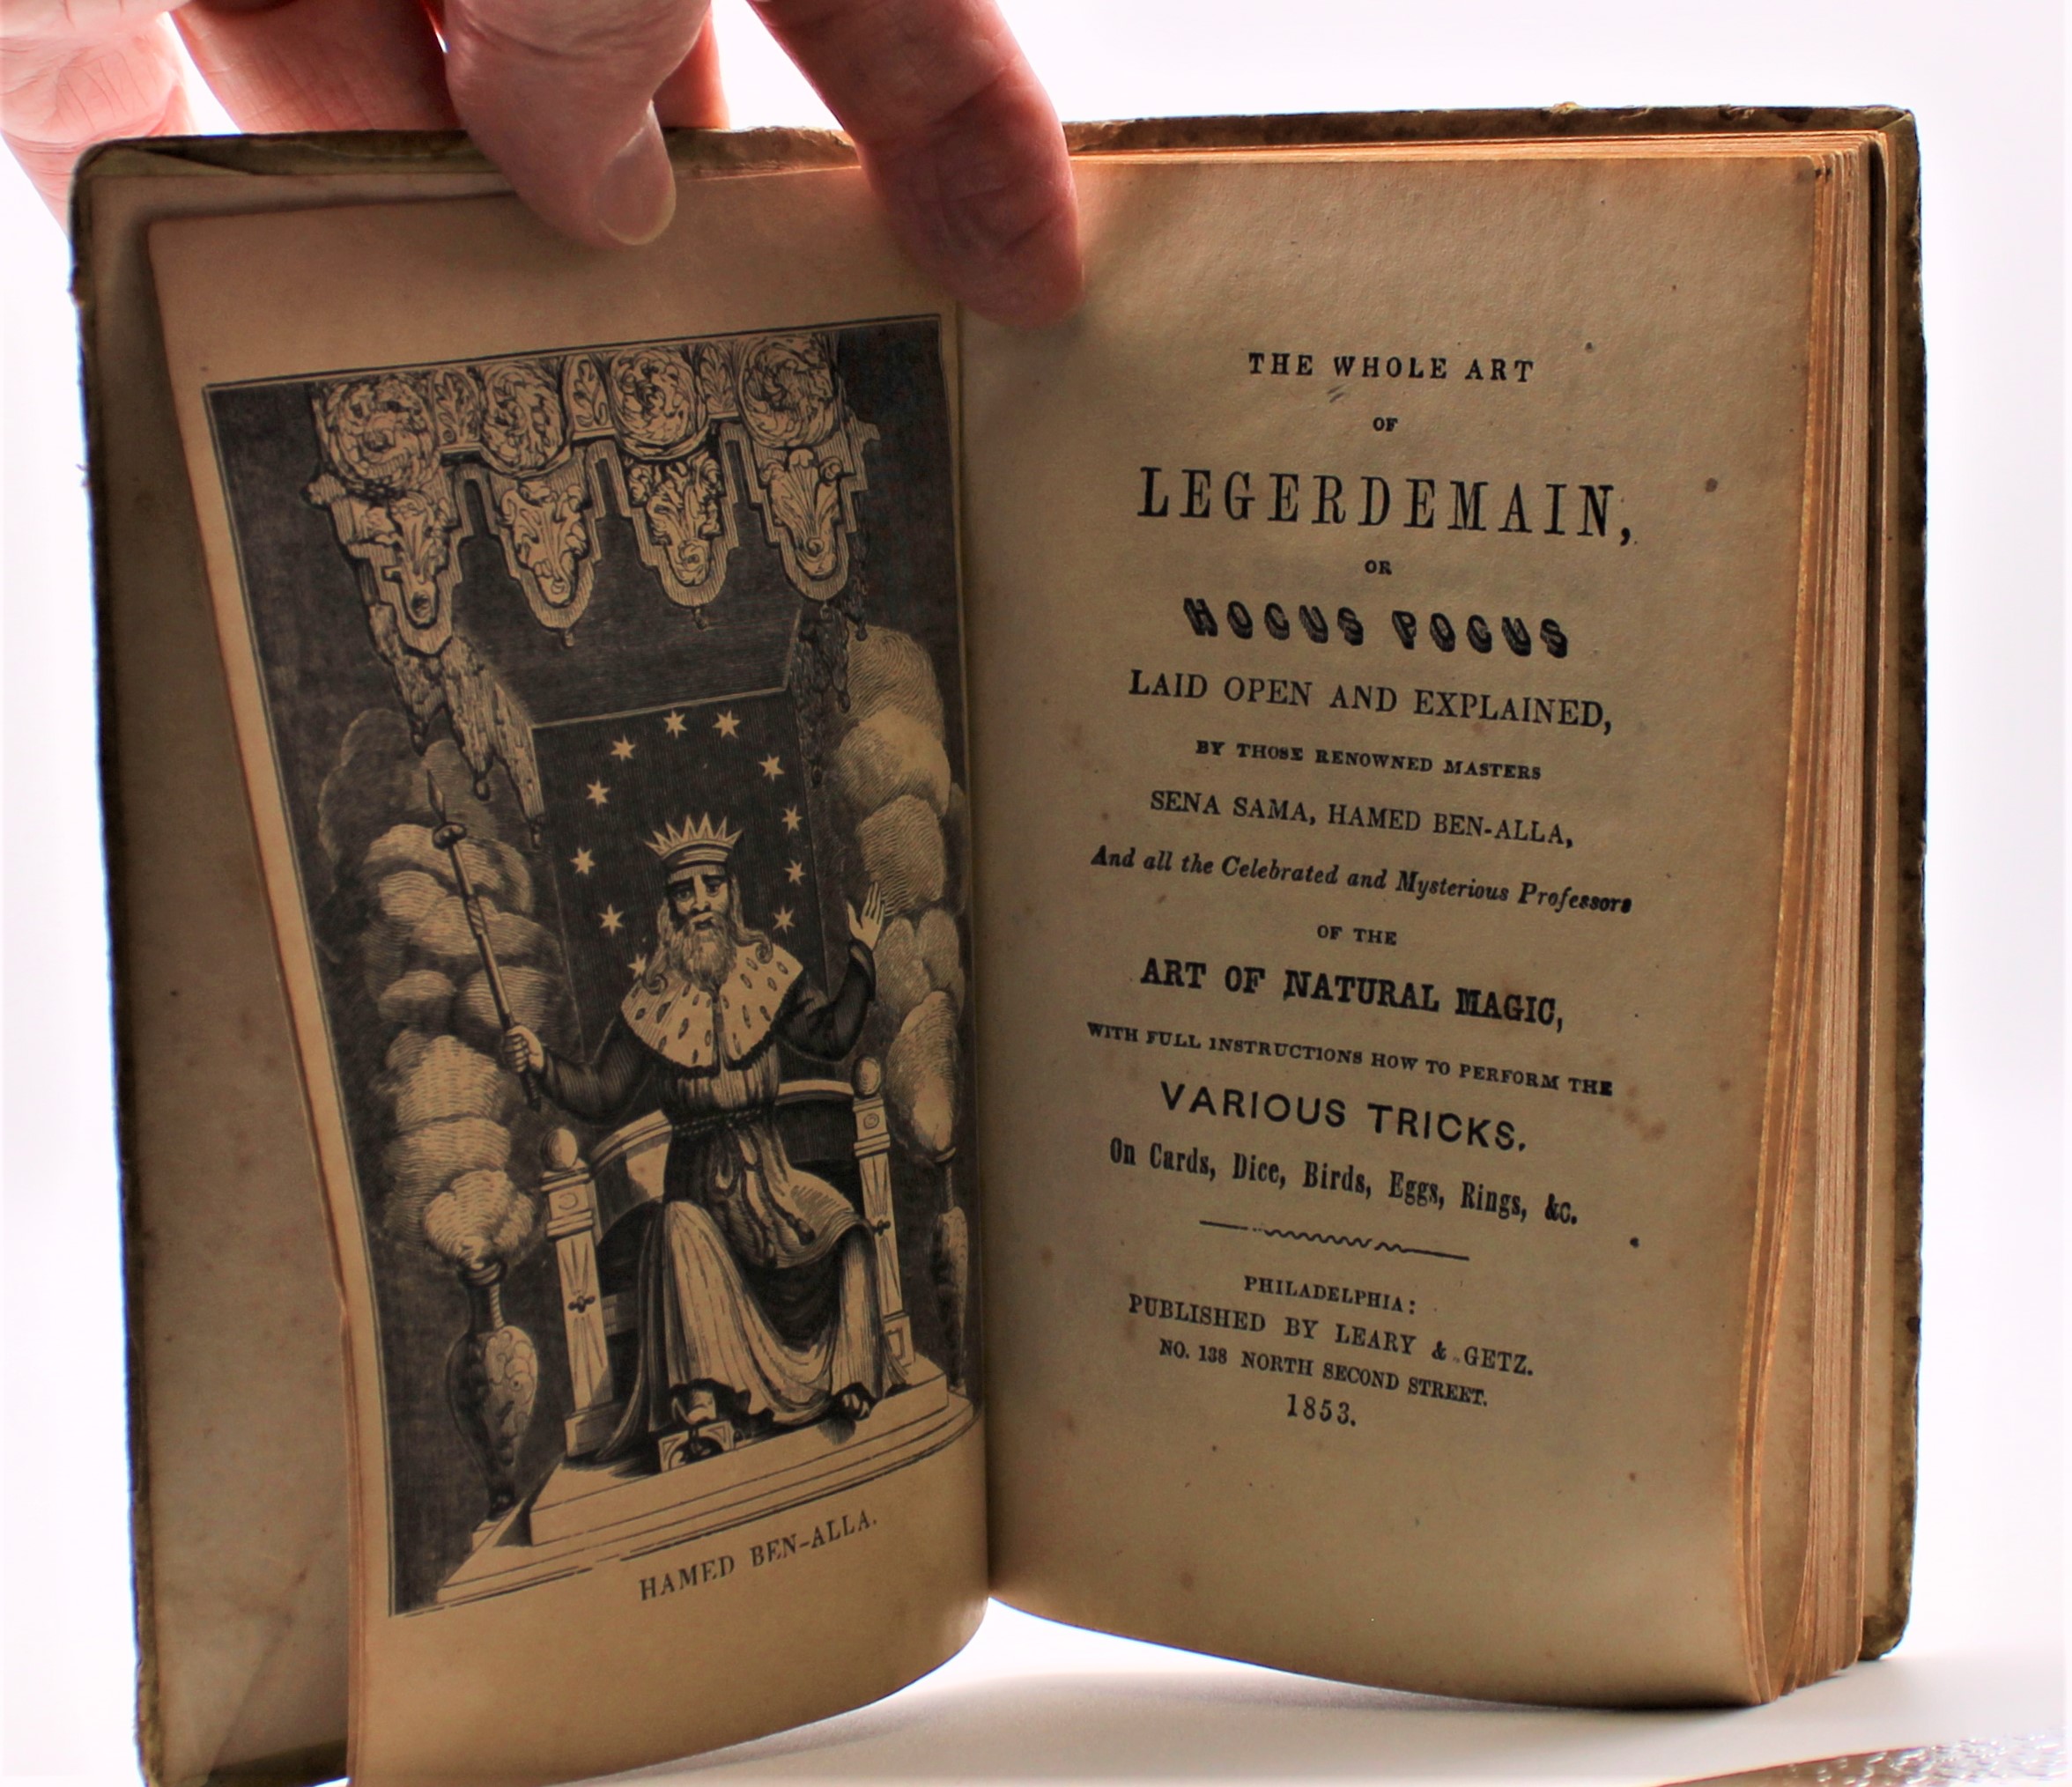 HAMED BEN-ALLA.
THE WHOLE ART
OF
LEGERDEMAIN,
OR
HOCUS POCUS
LAID OPEN AND EXPLAINED,
BY THOSE RENOWNED MASTERS
SENA SAMA, HAMED BEN-ALLA,
And all the Celebrated and Mysterious Professors
OF THE
ART OF NATURAL MAGIC,
WITH FULL INSTRUCTIONS HOW TO PERFORM THE
VARIOUS TRICKS.
On Cards, Dice, Birds, Eggs, Rings, &c.
PHILADELPHIA:
PUBLISHED BY LEARY & GETZ.
NO. 138 NORTH SECOND STREET.
1853.